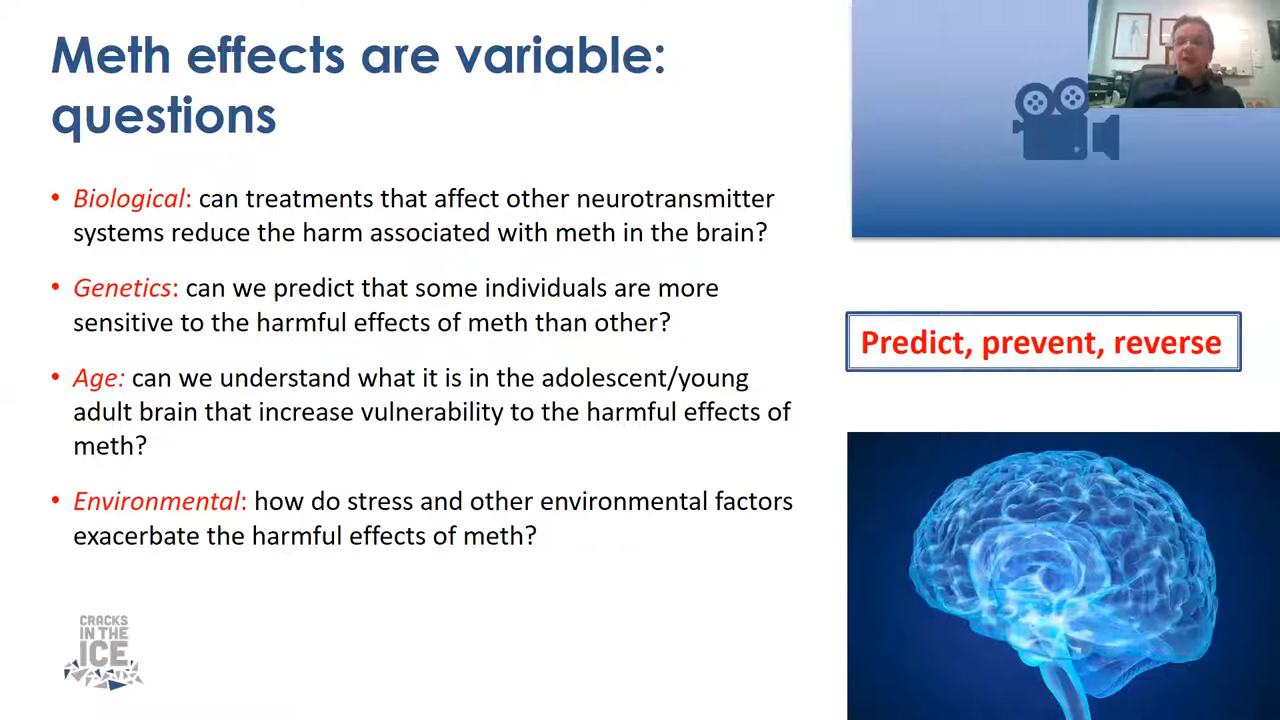 Meth effects are variable:
questions
• Biological: can treatments that affect other neurotransmitter
systems reduce the harm associated with meth in the brain?
• Genetics: can we predict that some individuals are more
sensitive to the harmful effects of meth than other?
• Age: can we understand what it is in the adolescent/young
adult brain that increase vulnerability to the harmful effects of
meth?
• Environmental: how do stress and other environmental factors
exacerbate the harmful effects of meth?
Predict, prevent, reverse
CRACKS
IN THE
ICE